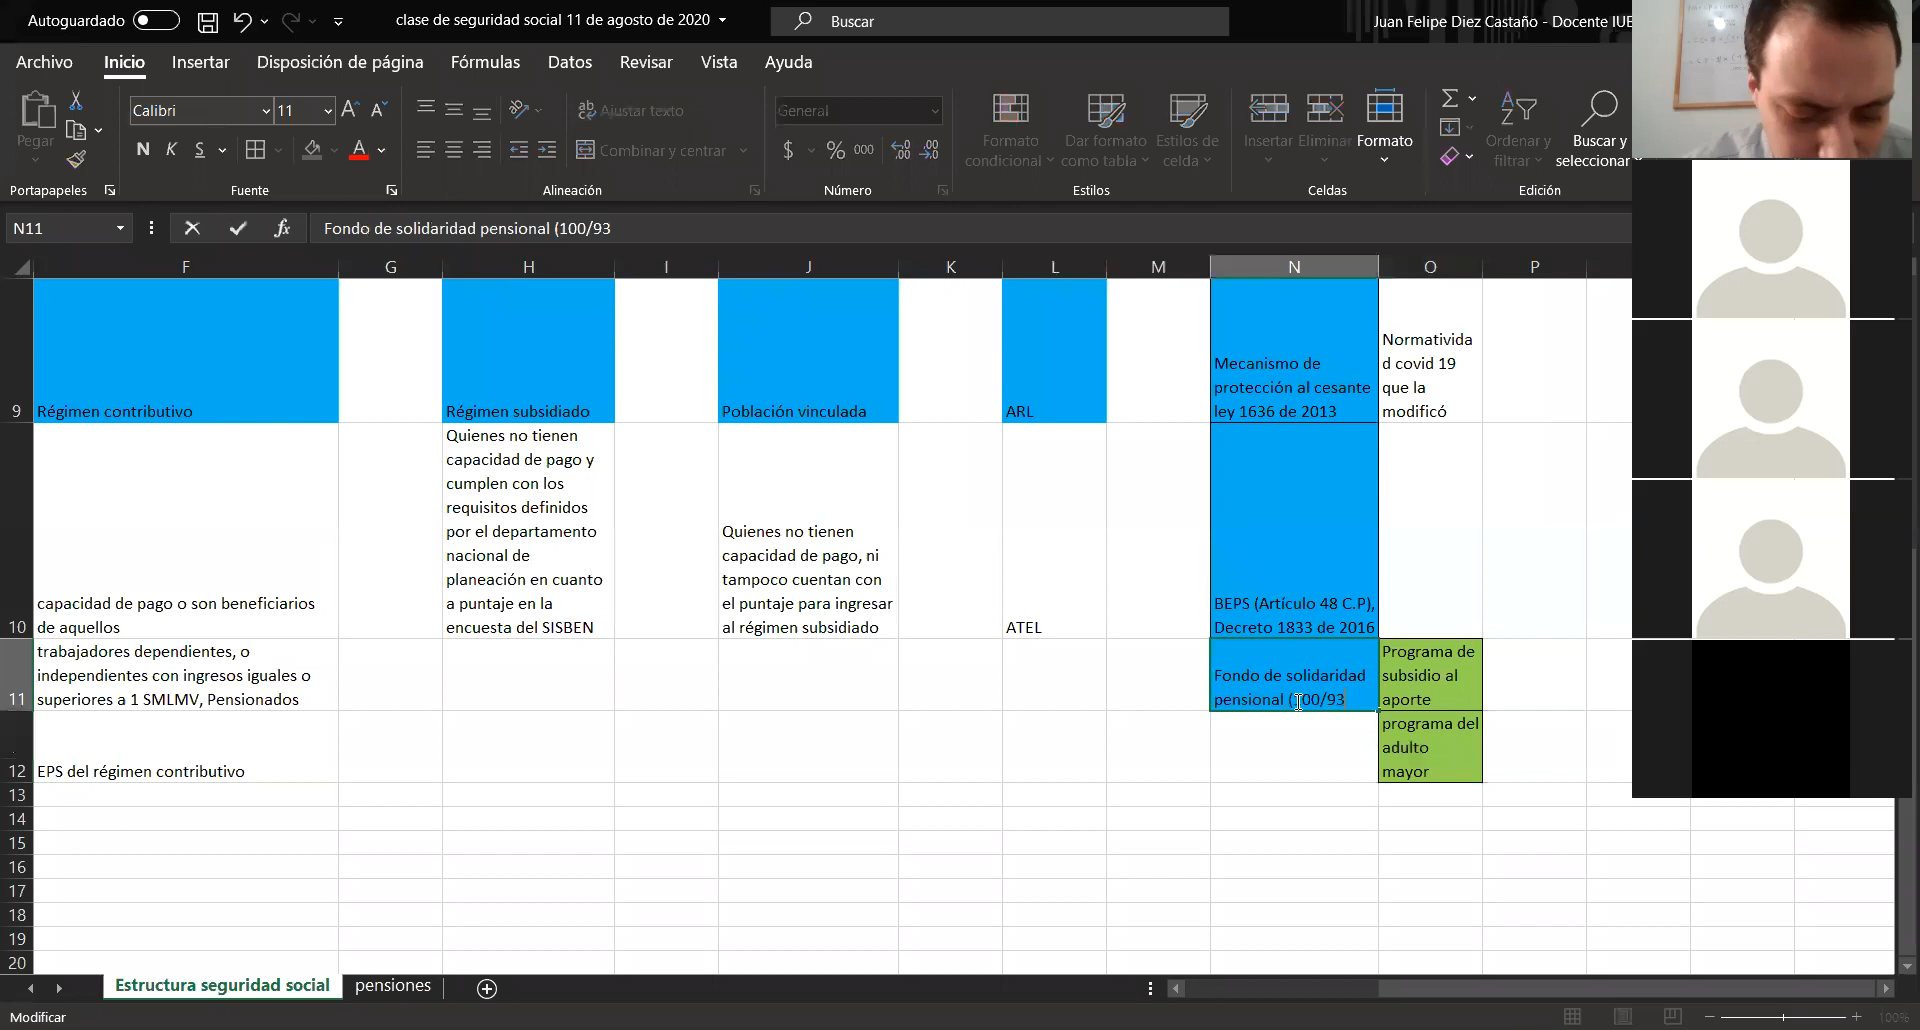 Autoguardado
clase de seguridad social 11 de agosto de 2020
Buscar
Juan Felipe Diez Castaño - Docente IUE
Archivo
Inicio
Insertar
Disposición de página
Fórmulas
Datos
Revisar
Vista
Ayuda
Pegar
Calibri
11
N K S
Ajustar texto
Combinar y centrar
General
$ % 000
Formato
condicional
Dar formato
como tabla
Estilos de
celda
Insertar
Eliminar
Formato
Ordenar y
filtrar
Buscar y
seleccionar
Portapapeles
Fuente
Alineación
Número
Estilos
Celdas
Edición
N11
fx
Fondo de solidaridad pensional (100/93
F G H I J K L M N O P
9
Régimen contributivo
Régimen subsidiado
Población vinculada
ARL
Mecanismo de
protección al cesante
ley 1636 de 2013
Normativida
d covid 19
que la
modificó
10
capacidad de pago o son beneficiarios
de aquellos
Quienes no tienen
capacidad de pago y
cumplen con los
requisitos definidos
por el departamento
nacional de
planeación en cuanto
a puntaje en la
encuesta del SISBEN
Quienes no tienen
capacidad de pago, ni
tampoco cuentan con
el puntaje para ingresar
al régimen subsidiado
ATEL
BEPS (Artículo 48 C.P),
Decreto 1833 de 2016
11
trabajadores dependientes, o
independientes con ingresos iguales o
superiores a 1 SMLMV, Pensionados
Fondo de solidaridad
pensional (100/93
Programa de
subsidio al
aporte
12
EPS del régimen contributivo
programa del
adulto
mayor
13
14
15
16
17
18
19
20
Estructura seguridad social
pensiones
Modificar
100%